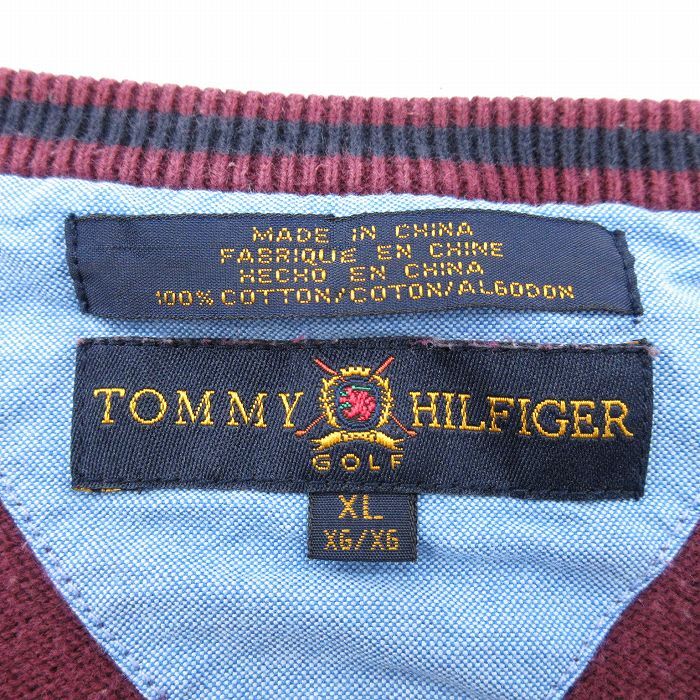 MADE IN CHINA
FABRIQUE EN CHINE
HECHO EN CHINA
100% COTTON/COTON/ALGODON
TOMMY HILFIGER
GOLF
XL
XG/XG